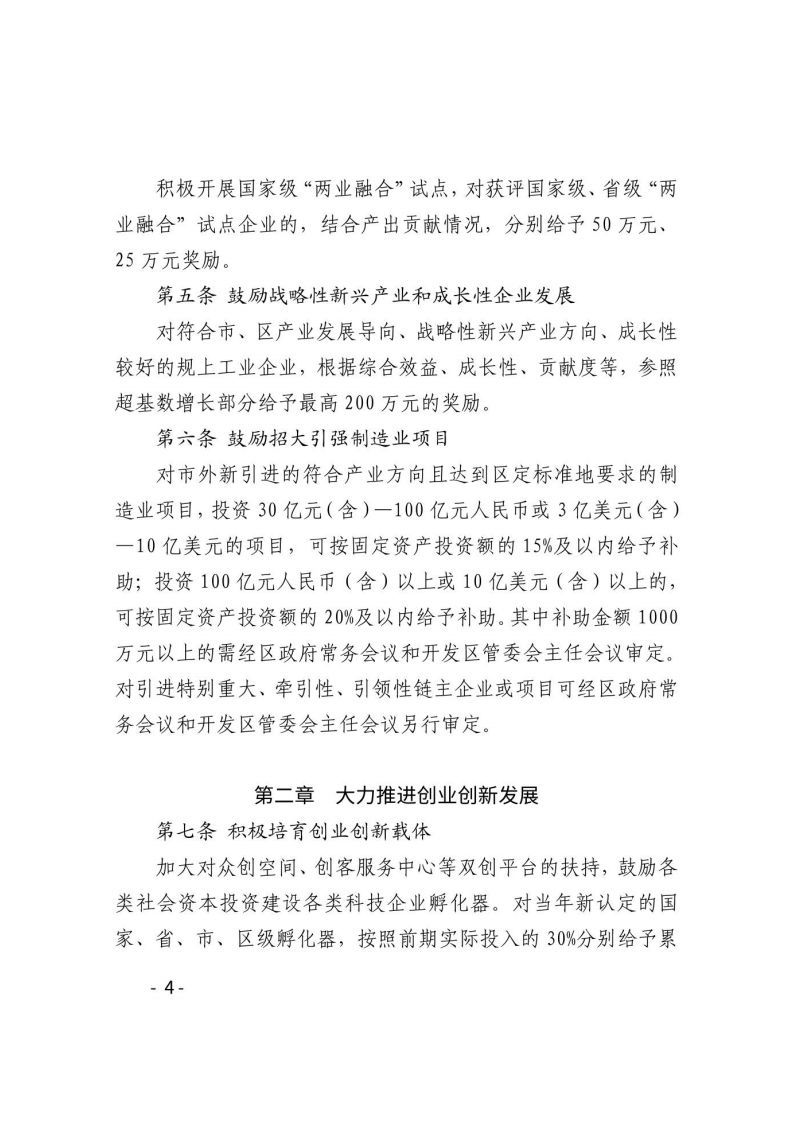 积极开展国家级“两业融合”试点，对获评国家级、省级“两
业融合”试点企业的，结合产出贡献情况，分别给予 50 万元、
25 万元奖励。
第五条 鼓励战略性新兴产业和成长性企业发展
对符合市、区产业发展导向、战略性新兴产业方向、成长性
较好的规上工业企业，根据综合效益、成长性、贡献度等，参照
超基数增长部分给予最高 200 万元的奖励。
第六条 鼓励招大引强制造业项目
对市外新引进的符合产业方向且达到区定标准地要求的制
造业项目，投资 30 亿元（含）—100 亿元人民币或 3 亿美元（含）
—10 亿美元的项目，可按固定资产投资额的 15%及以内给予补
助；投资 100 亿元人民币（含）以上或 10 亿美元（含）以上的，
可按固定资产投资额的 20%及以内给予补助。其中补助金额 1000
万元以上的需经区政府常务会议和开发区管委会主任会议审定。
对引进特别重大、牵引性、引领性链主企业或项目可经区政府常
务会议和开发区管委会主任会议另行审定。
第二章 大力推进创业创新发展
第七条 积极培育创业创新载体
加大对众创空间、创客服务中心等双创平台的扶持，鼓励各
类社会资本投资建设各类科技企业孵化器。对当年新认定的国
家、省、市、区级孵化器，按照前期实际投入的 30%分别给予累
- 4 -